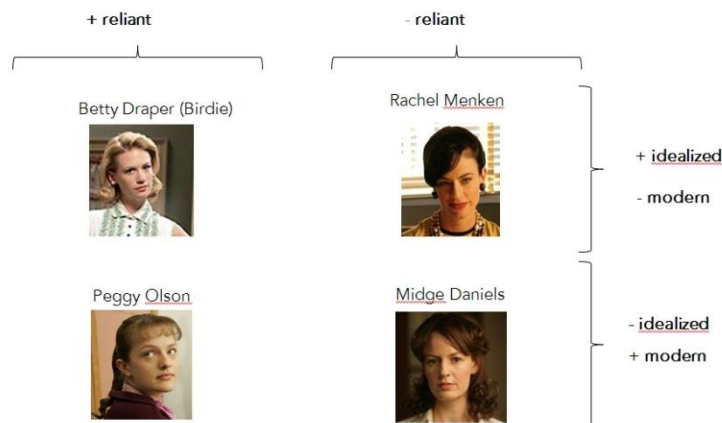 + reliant
- reliant
Betty Draper (Birdie)
Rachel Menken
+ idealized
- modern
Peggy Olson
Midge Daniels
- idealized
+ modern